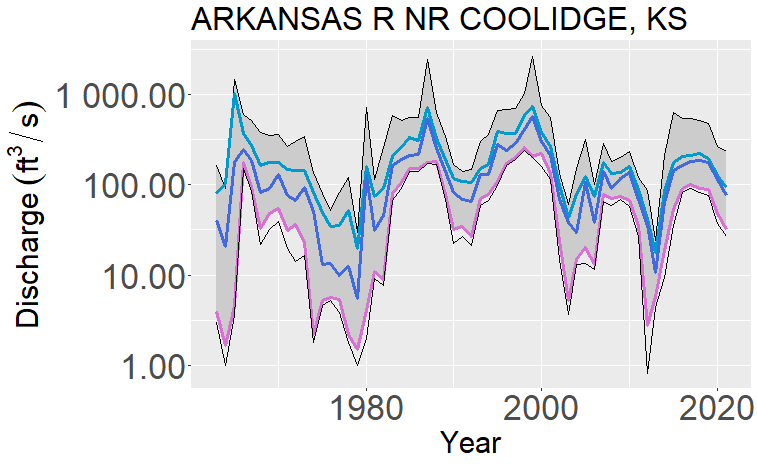 ARKANSAS R NR COOLIDGE, KS
Discharge (ft³/s)
1 000.00
100.00
10.00
1.00
1980
2000
2020
Year